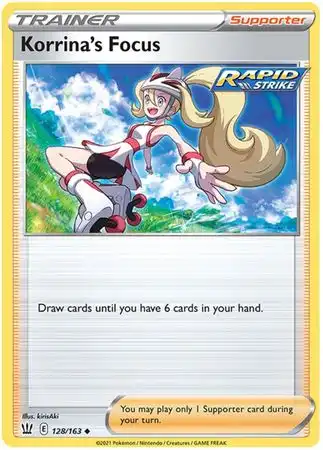 TRAINER Supporter
Korrina's Focus
RAPID
STRIKE
Draw cards until you have 6 cards in your hand.
Illus. kirisAki
E 128/163
You may play only 1 Supporter card during
your turn.
©2021 Pokémon / Nintendo / Creatures / GAME FREAK